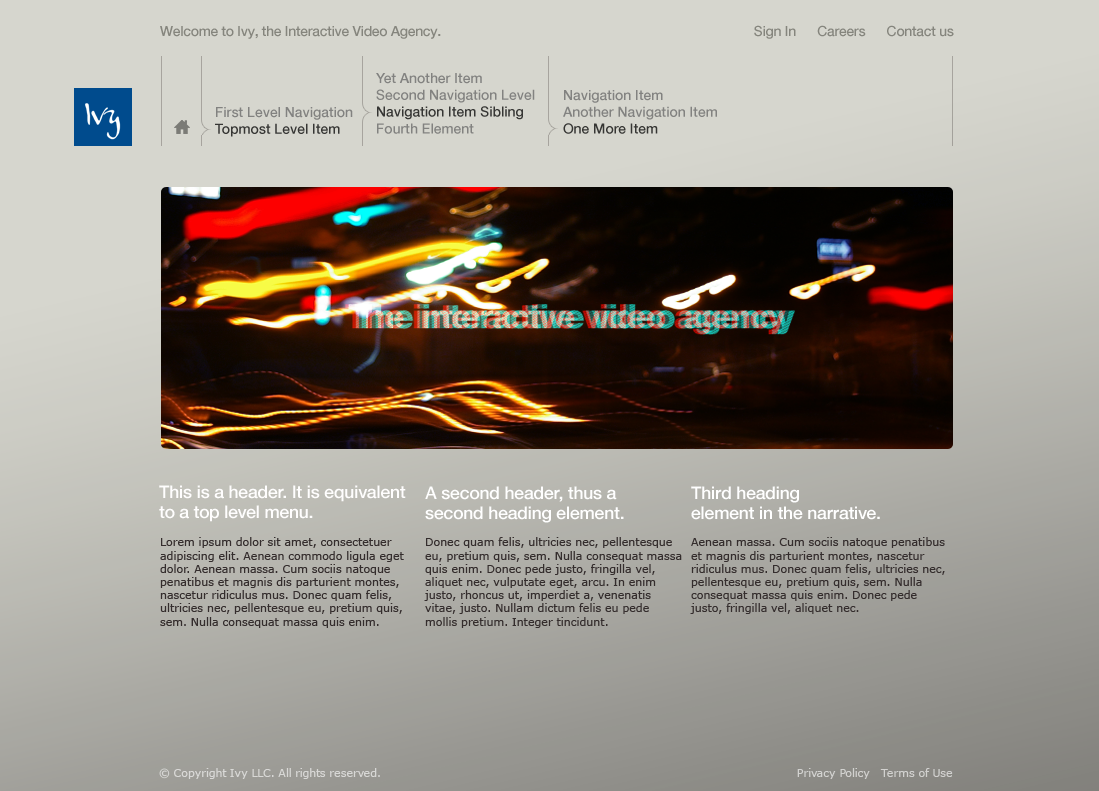 Welcome to Ivy, the Interactive Video Agency.
Sign In Careers Contact us
Ivy
First Level Navigation
Topmost Level Item
Yet Another Item
Second Navigation Level
Navigation Item Sibling
Fourth Element
Navigation Item
Another Navigation Item
One More Item
The interactive video agency
This is a header. It is equivalent
to a top level menu.
Lorem ipsum dolor sit amet, consectetuer
adipiscing elit. Aenean commodo ligula eget
dolor. Aenean massa. Cum sociis natoque
penatibus et magnis dis parturient montes,
nascetur ridiculus mus. Donec quam felis,
ultricies nec, pellentesque eu, pretium quis,
sem. Nulla consequat massa quis enim.
A second header, thus a
second heading element.
Donec quam felis, ultricies nec, pellentesque
eu, pretium quis, sem. Nulla consequat massa
quis enim. Donec pede justo, fringilla vel,
aliquet nec, vulputate eget, arcu. In enim
justo, rhoncus ut, imperdiet a, venenatis
vitae, justo. Nullam dictum felis eu pede
mollis pretium. Integer tincidunt.
Third heading
element in the narrative.
Aenean massa. Cum sociis natoque penatibus
et magnis dis parturient montes, nascetur
ridiculus mus. Donec quam felis, ultricies nec,
pellentesque eu, pretium quis, sem. Nulla
consequat massa quis enim. Donec pede
justo, fringilla vel, aliquet nec.
© Copyright Ivy LLC. All rights reserved.
Privacy Policy Terms of Use